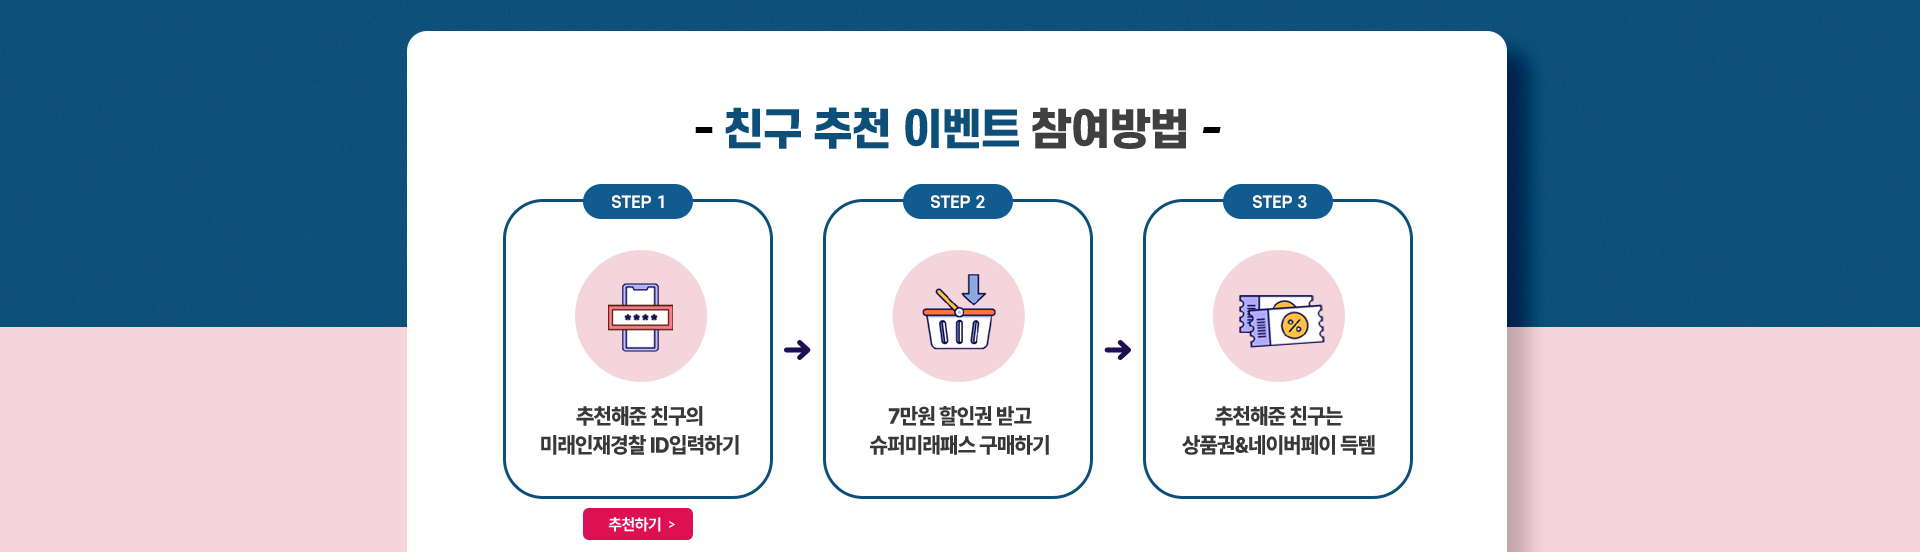 - 친구 추천 이벤트 참여방법 -
STEP 1
****
추천해준 친구의
미래인재경찰 ID입력하기
추천하기 >
STEP 2
7만원 할인권 받고
슈퍼미래패스 구매하기
STEP 3
%
추천해준 친구는
상품권&네이버페이 득템